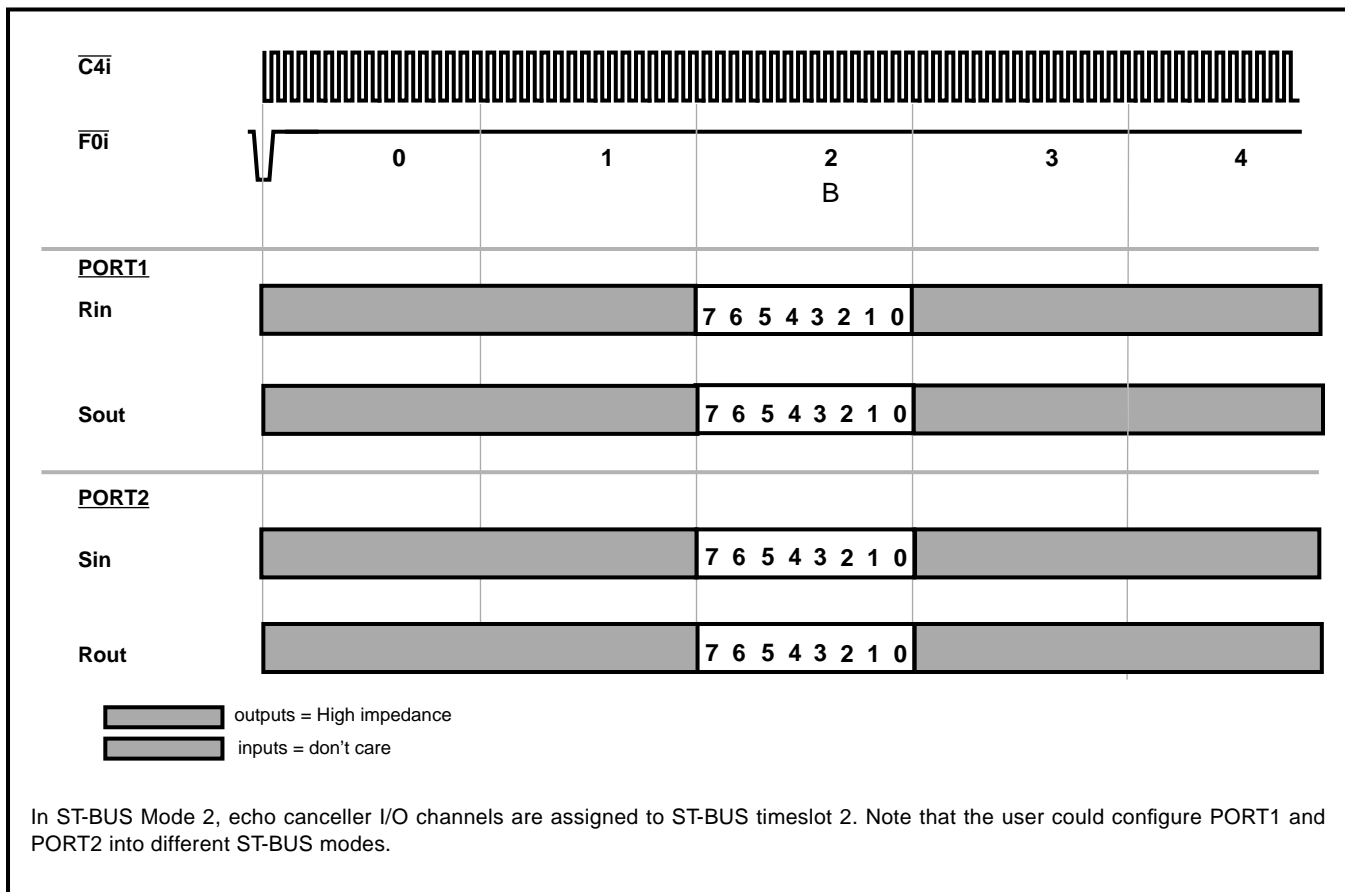 C4i
F0i
0 1 2 3 4
B
PORT1
Rin
7 6 5 4 3 2 1 0
Sout
7 6 5 4 3 2 1 0
PORT2
Sin
7 6 5 4 3 2 1 0
Rout
7 6 5 4 3 2 1 0
outputs = High impedance
inputs = don't care
In ST-BUS Mode 2, echo canceller I/O channels are assigned to ST-BUS timeslot 2. Note that the user could configure PORT1 and
PORT2 into different ST-BUS modes.